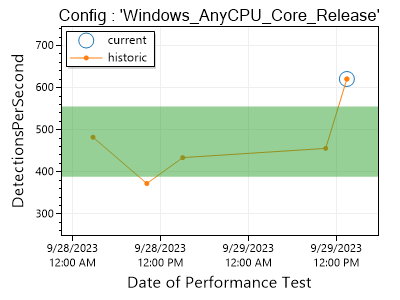 Config : 'Windows_AnyCPU_Core_Release'
current
historic
700
600
500
400
300
DetectionsPerSecond
9/28/2023 9/28/2023 9/29/2023 9/29/2023
12:00 AM 12:00 PM 12:00 AM 12:00 PM
Date of Performance Test